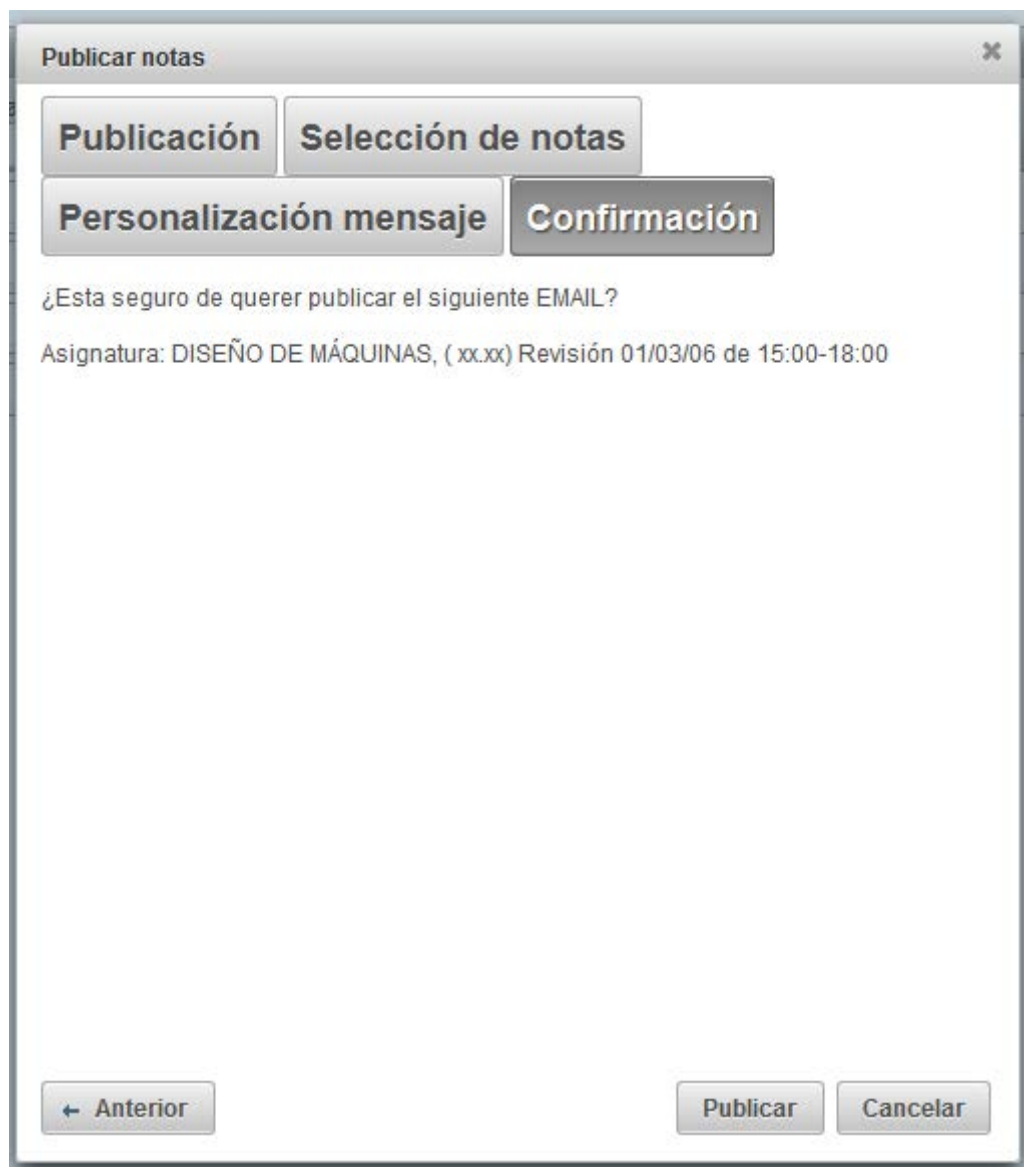 Publicar notas
Publicación Selección de notas
Personalización mensaje Confirmación
¿Esta seguro de querer publicar el siguiente EMAIL?
Asignatura: DISEÑO DE MÁQUINAS, ( xx.xx) Revisión 01/03/06 de 15:00-18:00
← Anterior Publicar Cancelar